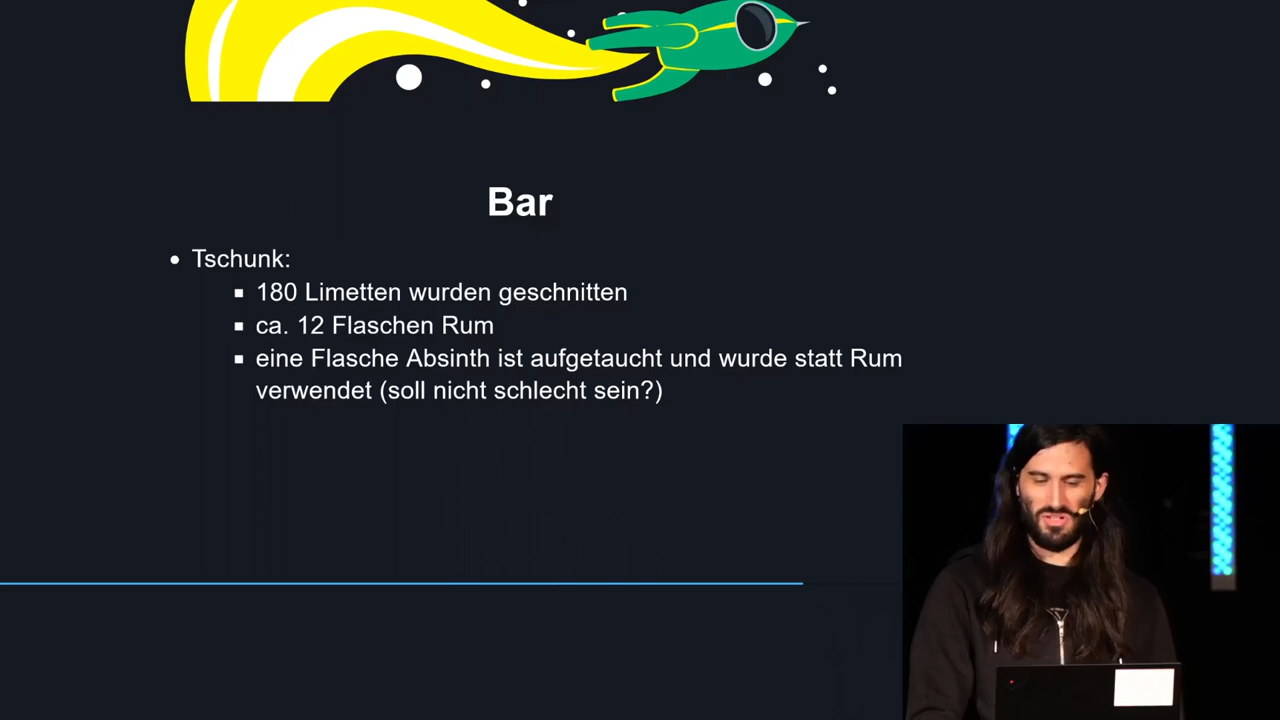 Bar
Tschunk:
180 Limetten wurden geschnitten
ca. 12 Flaschen Rum
eine Flasche Absinth ist aufgetaucht und wurde statt Rum
verwendet (soll nicht schlecht sein?)